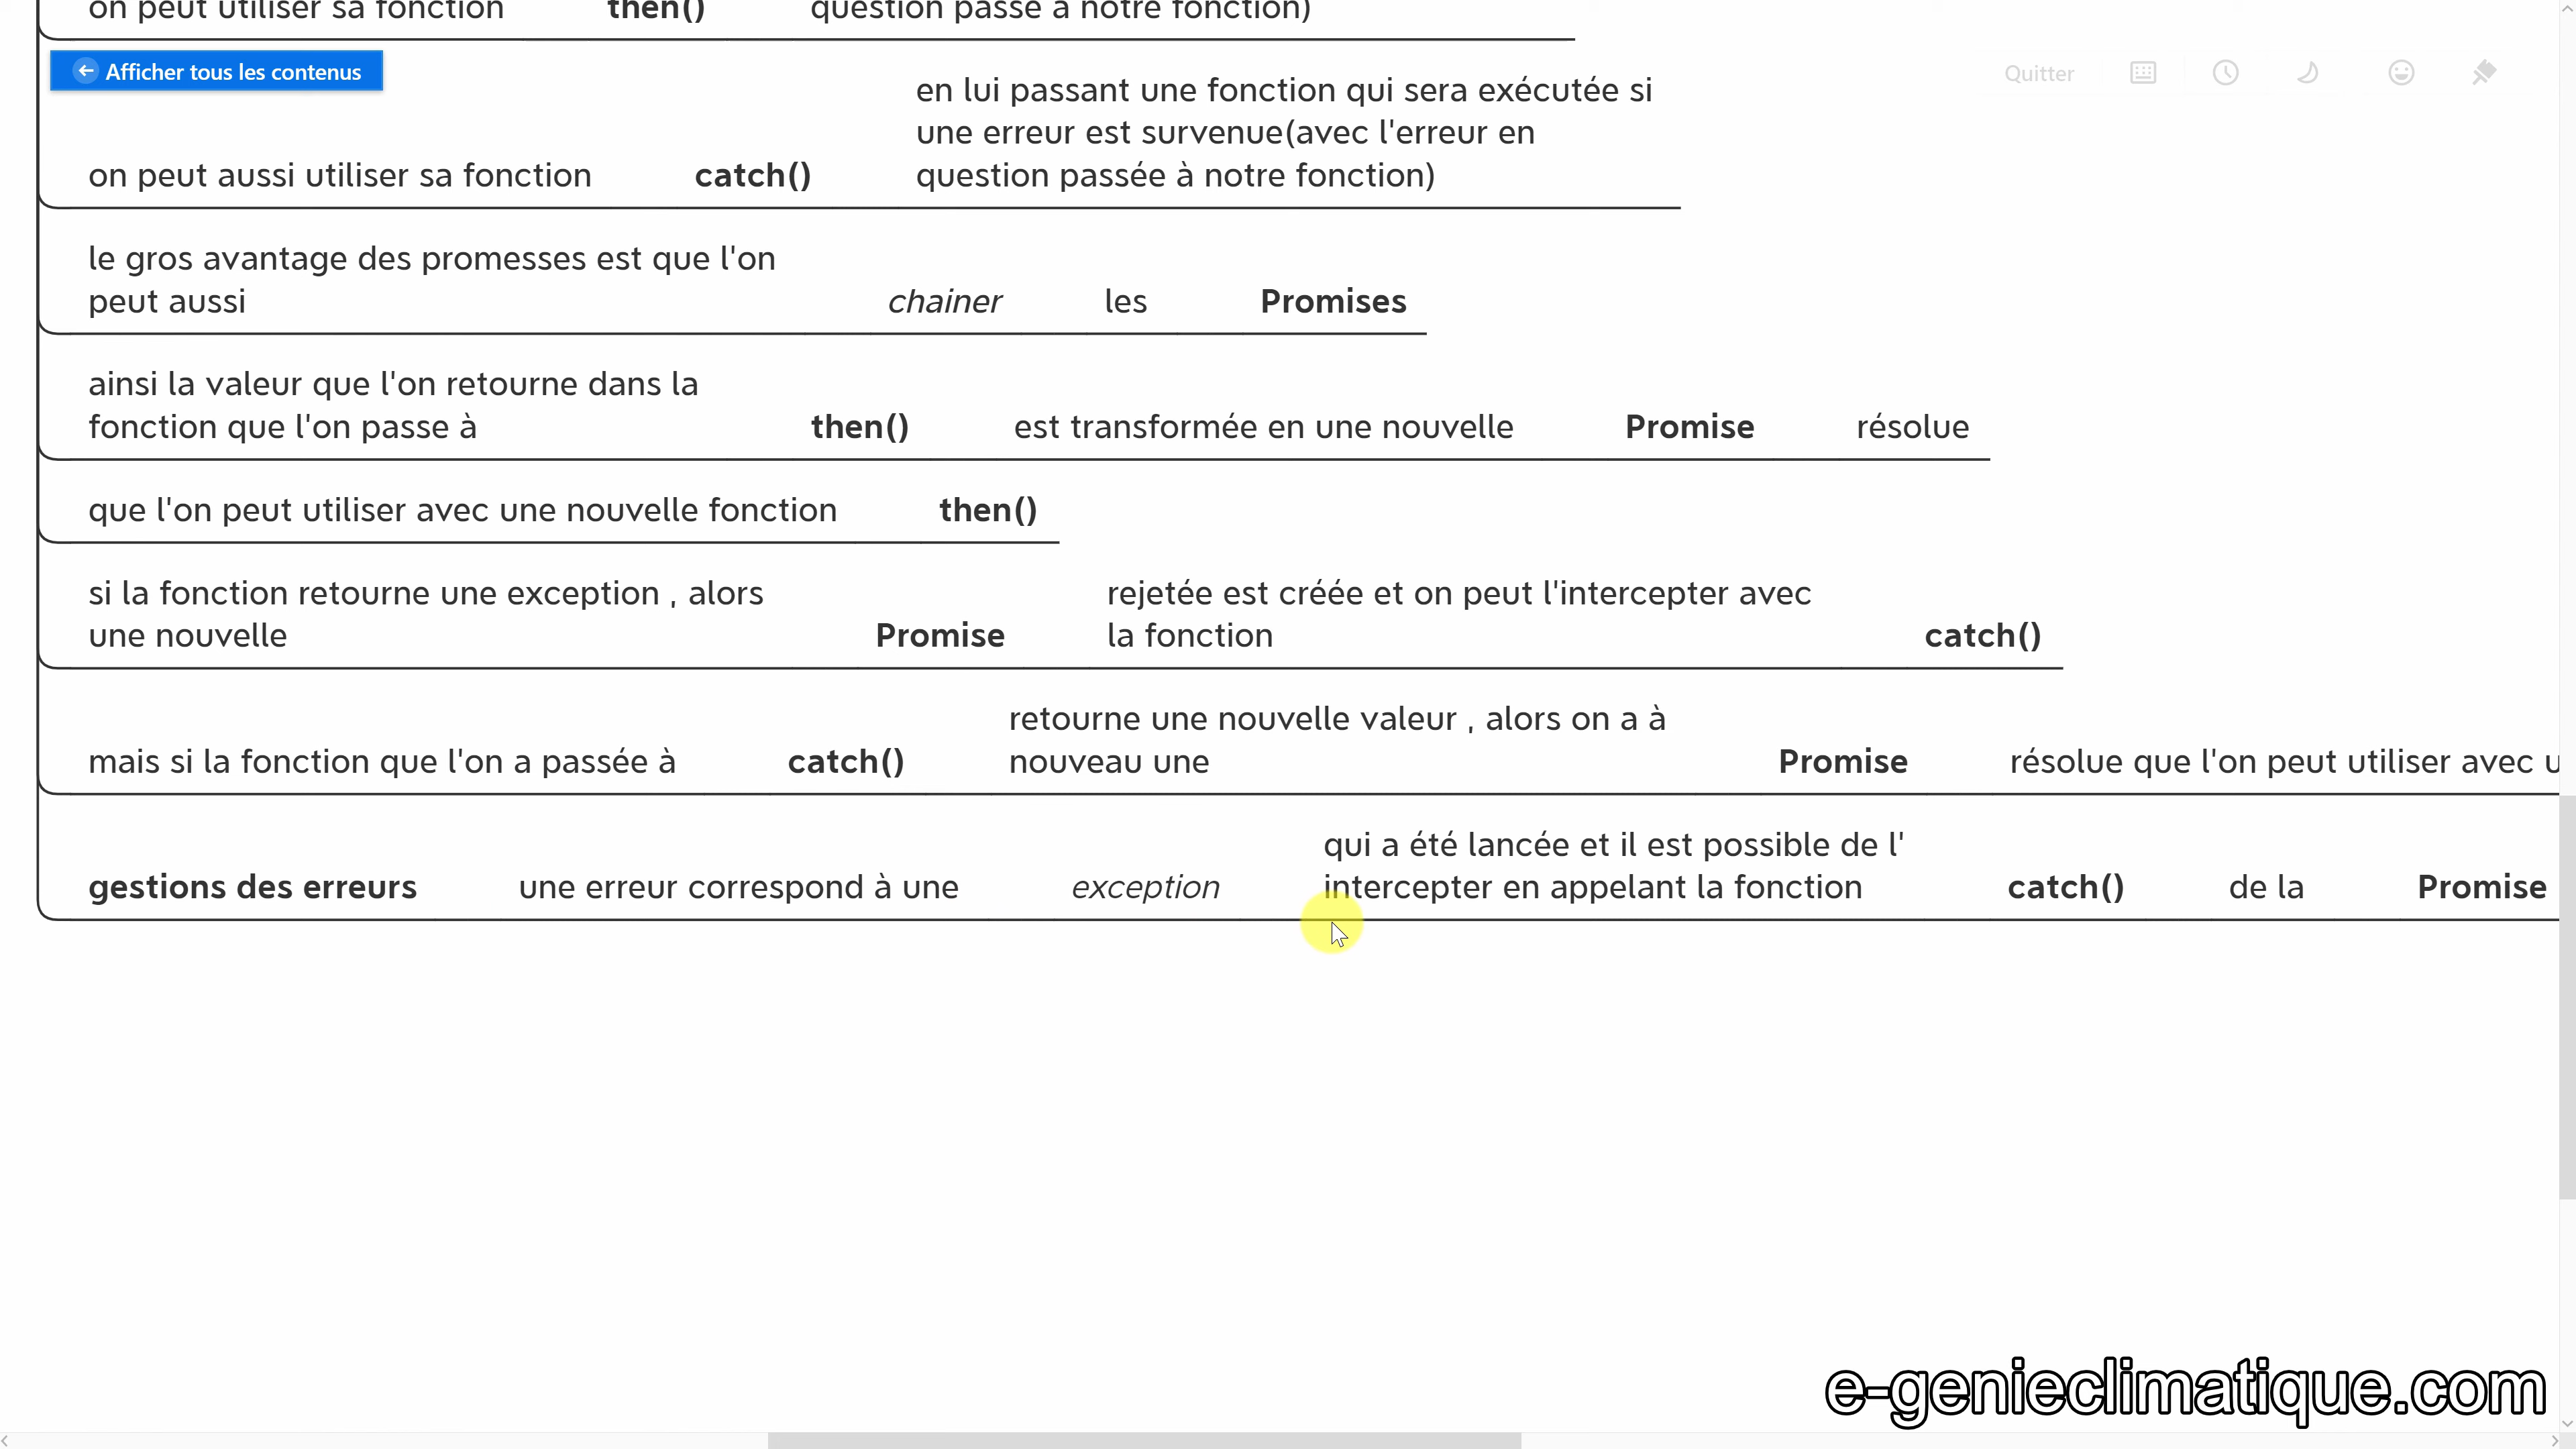 on peut utiliser sa fonction then() question passé à notre fonction)
Afficher tous les contenus
Quitter
en lui passant une fonction qui sera exécutée si
une erreur est survenue(avec l'erreur en
on peut aussi utiliser sa fonction catch() question passée à notre fonction)
le gros avantage des promesses est que l'on
peut aussi chainer les Promises
ainsi la valeur que l'on retourne dans la
fonction que l'on passe à then() est transformée en une nouvelle Promise résolue
que l'on peut utiliser avec une nouvelle fonction then()
si la fonction retourne une exception , alors rejetée est créée et on peut l'intercepter avec
une nouvelle Promise la fonction catch()
retourne une nouvelle valeur , alors on a à
mais si la fonction que l'on a passée à catch() nouveau une Promise résolue que l'on peut utiliser avec u
qui a été lancée et il est possible de l'
gestions des erreurs une erreur correspond à une exception intercepter en appelant la fonction catch() de la Promise
e-genieclimatique.com